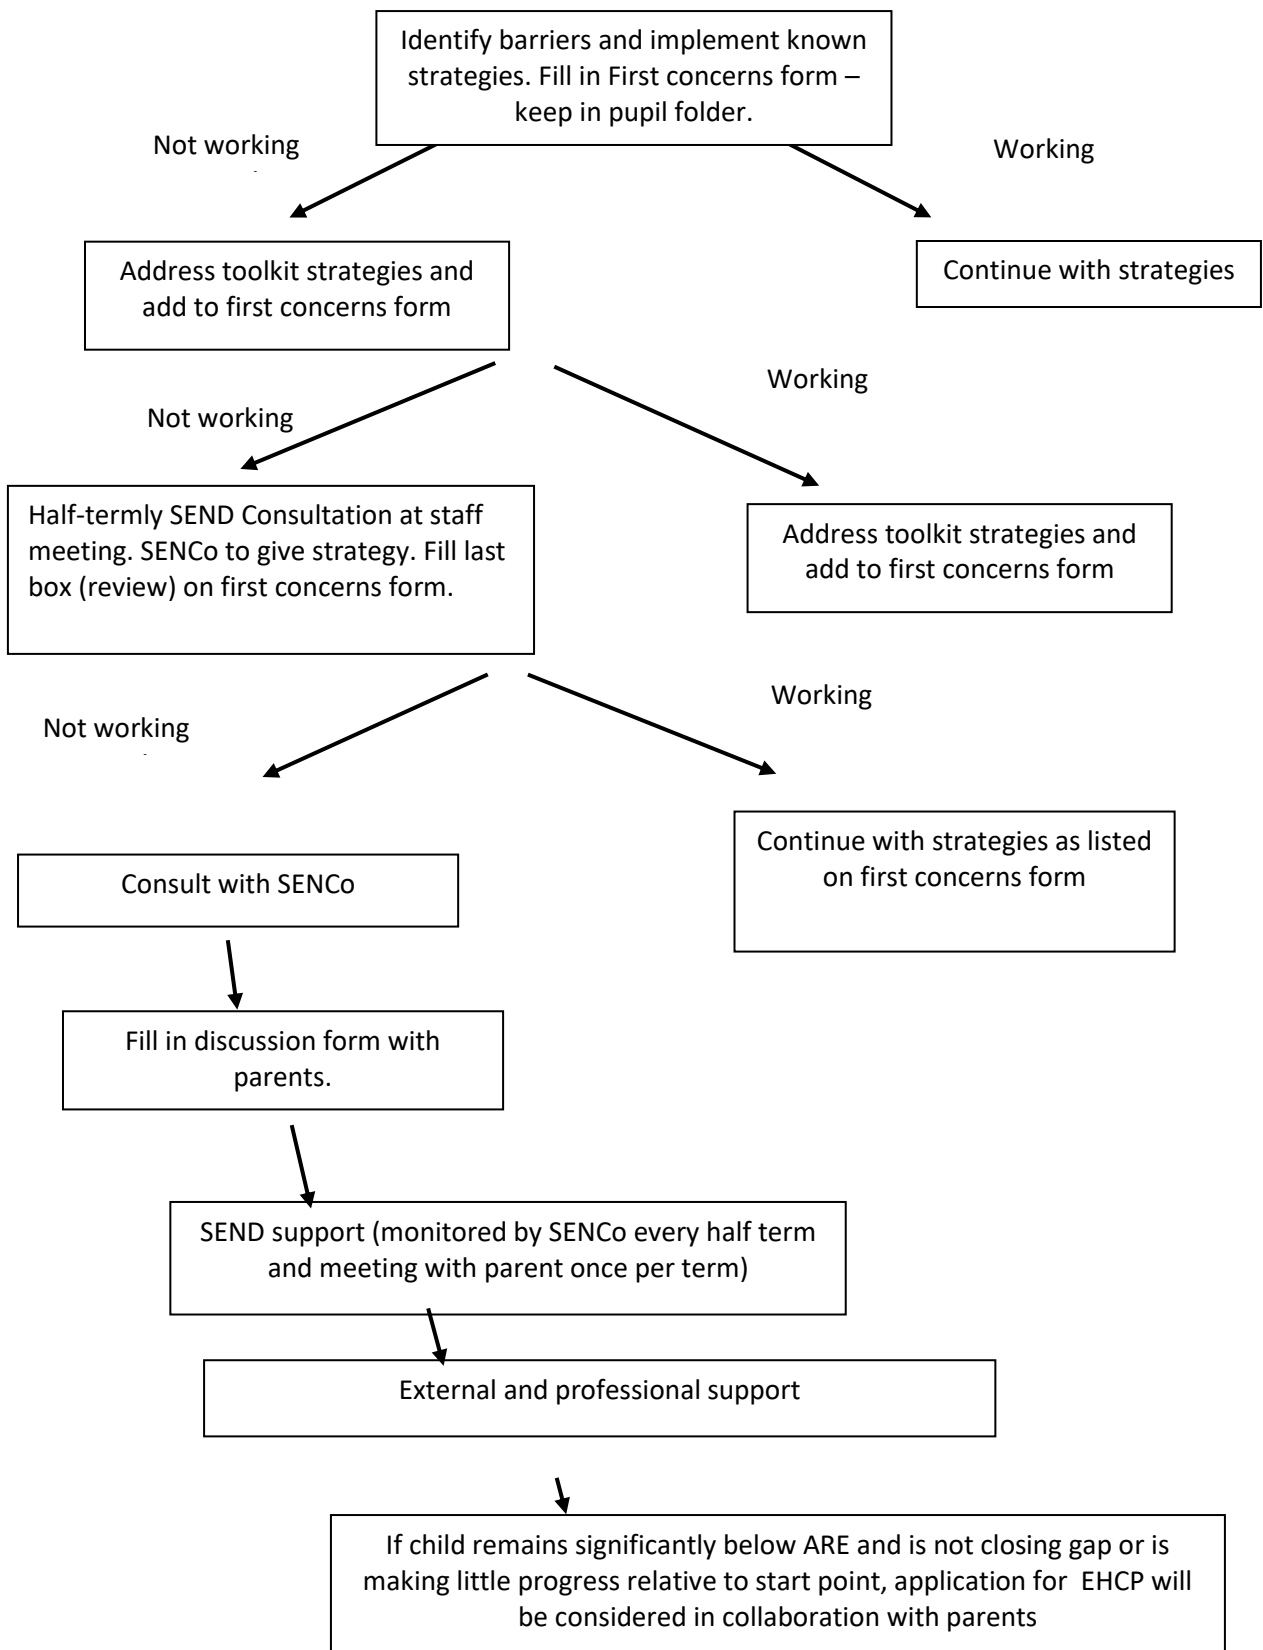 Identify barriers and implement known
strategies. Fill in First concerns form –
keep in pupil folder.
Not working
Working
Address toolkit strategies and
add to first concerns form
Continue with strategies
Working
Not working
Half-termly SEND Consultation at staff
meeting. SENCo to give strategy. Fill last
box (review) on first concerns form.
Address toolkit strategies and
add to first concerns form
Working
Not working
Continue with strategies as listed
on first concerns form
Consult with SENCo
Fill in discussion form with
parents.
SEND support (monitored by SENCo every half term
and meeting with parent once per term)
External and professional support
If child remains significantly below ARE and is not closing gap or is
making little progress relative to start point, application for  EHCP will
be considered in collaboration with parents